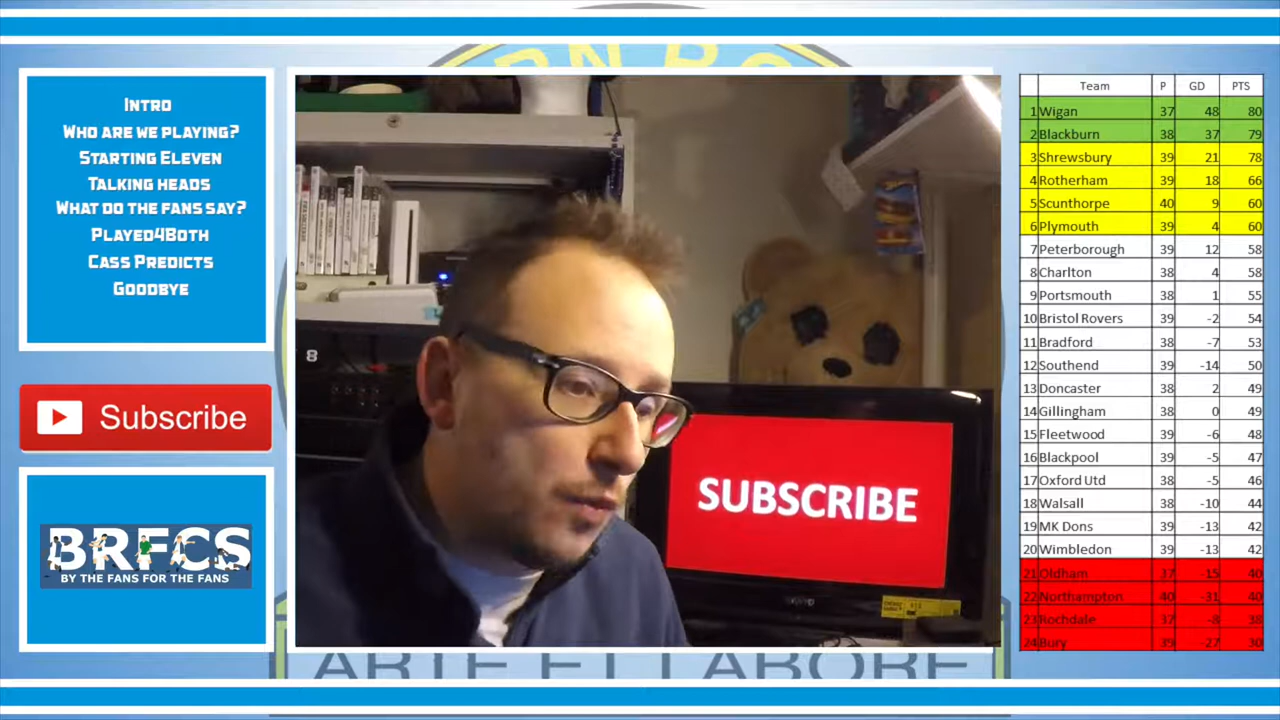 RN RO
INTRO
WHO ARE WE PLAYING?
STARTING ELEVEN
TALKING HEADS
WHAT DO THE FANS SAY?
PLAYED4BOTH
CASS PREDICTS
GOODBYE
Subscribe
BRFCS
BY THE FANS FOR THE FANS
8
SUBSCRIBE
Team P GD PTS
1 Wigan 37 48 80
2 Blackburn 38 37 79
3 Shrewsbury 39 21 78
4 Rotherham 39 18 66
5 Scunthorpe 40 9 60
6 Plymouth 39 4 60
7 Peterborough 39 12 58
8 Charlton 38 4 58
9 Portsmouth 38 1 55
10 Bristol Rovers 39 -2 54
11 Bradford 38 -7 53
12 Southend 39 -14 50
13 Doncaster 38 2 49
14 Gillingham 38 0 49
15 Fleetwood 39 -6 48
16 Blackpool 39 -5 47
17 Oxford Utd 38 -5 46
18 Walsall 38 -10 44
19 MK Dons 39 -13 42
20 Wimbledon 39 -13 42
21 Oldham 37 -15 40
22 Northampton 40 -31 40
23 Rochdale 37 -8 38
24 Bury 39 -27 30
ARTE ET LABORE